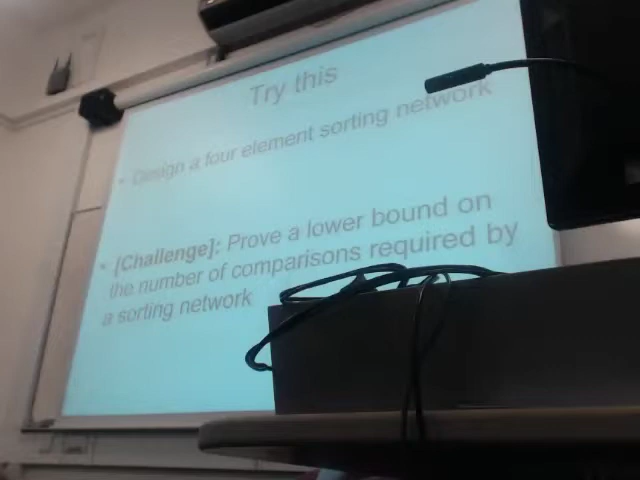 Try this
• Design a four element sorting network
• [Challenge]: Prove a lower bound on
the number of comparisons required by
a sorting network